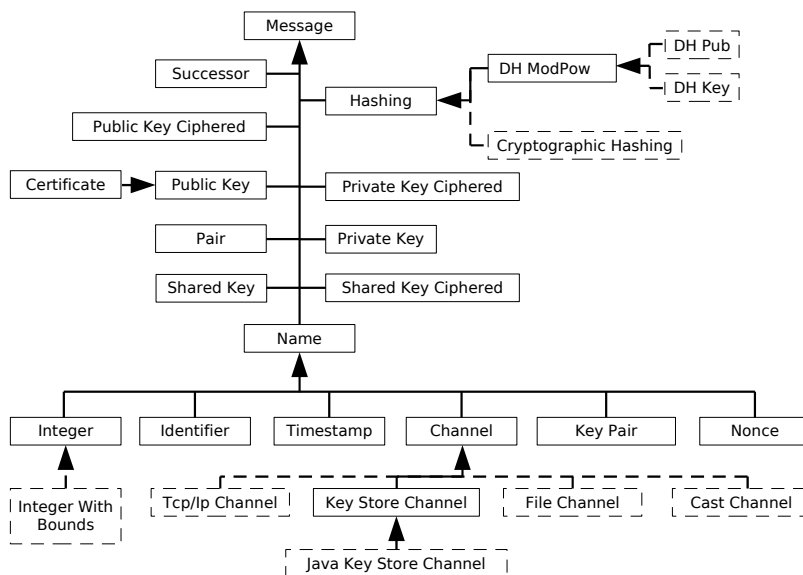 Message
DH Pub
Successor
DH ModPow
DH Key
Hashing
Public Key Ciphered
Cryptographic Hashing
Certificate
Public Key
Private Key Ciphered
Pair
Private Key
Shared Key
Shared Key Ciphered
Name
Integer
Identifier
Timestamp
Channel
Key Pair
Nonce
Integer With
Bounds
Tcp/Ip Channel
Key Store Channel
File Channel
Cast Channel
Java Key Store Channel